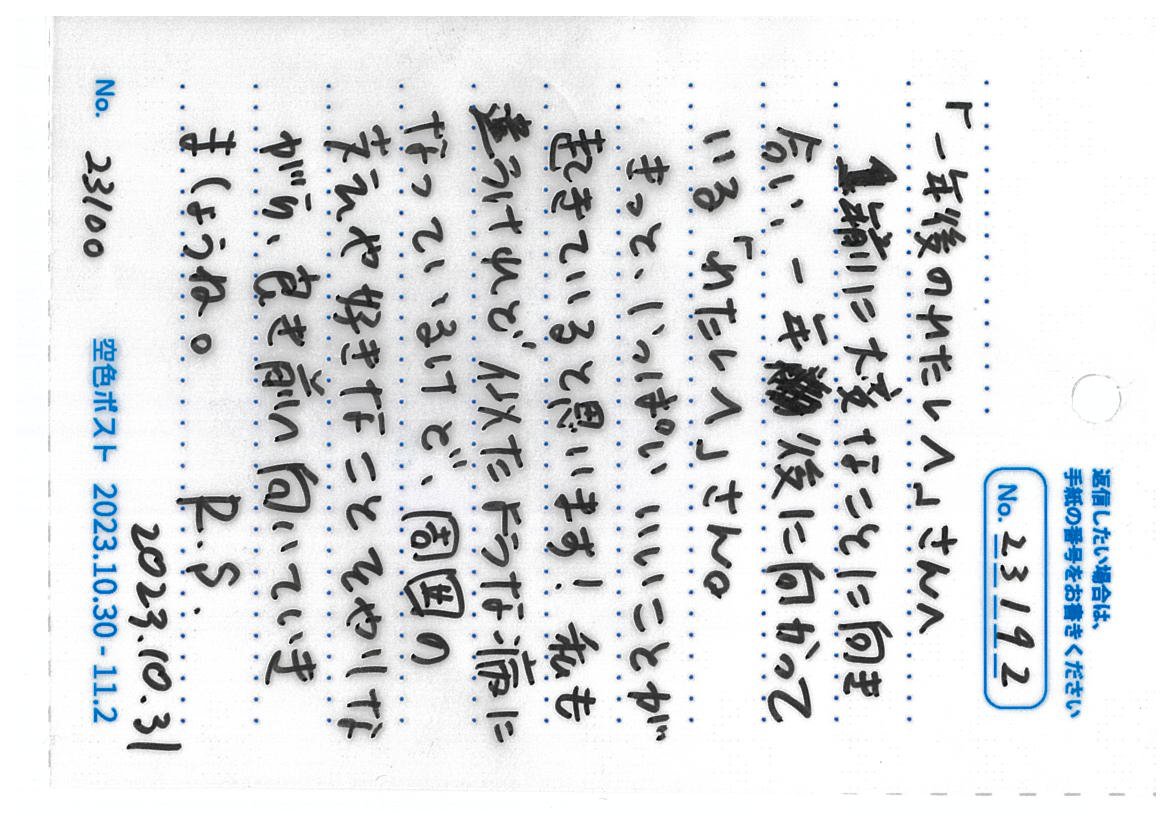 返信したい場合は、
手紙の番号をお書きください
No. 23192
「一年後のわたしへ」さんへ
1年前に大変なことに向き
合い、一年後に向かって
いる「わたしへ」さん。
きっと、いっぱい いいことが
起きていると思います! 私も
違うけれど 似たような病に
なっているけど、周囲の
支えや好きなことをやりな
がら、良き前へ向いていき
ましょうね。 R.S.
2023.10.31
No. 23100 空色ポスト 2023.10.30 - 11.2